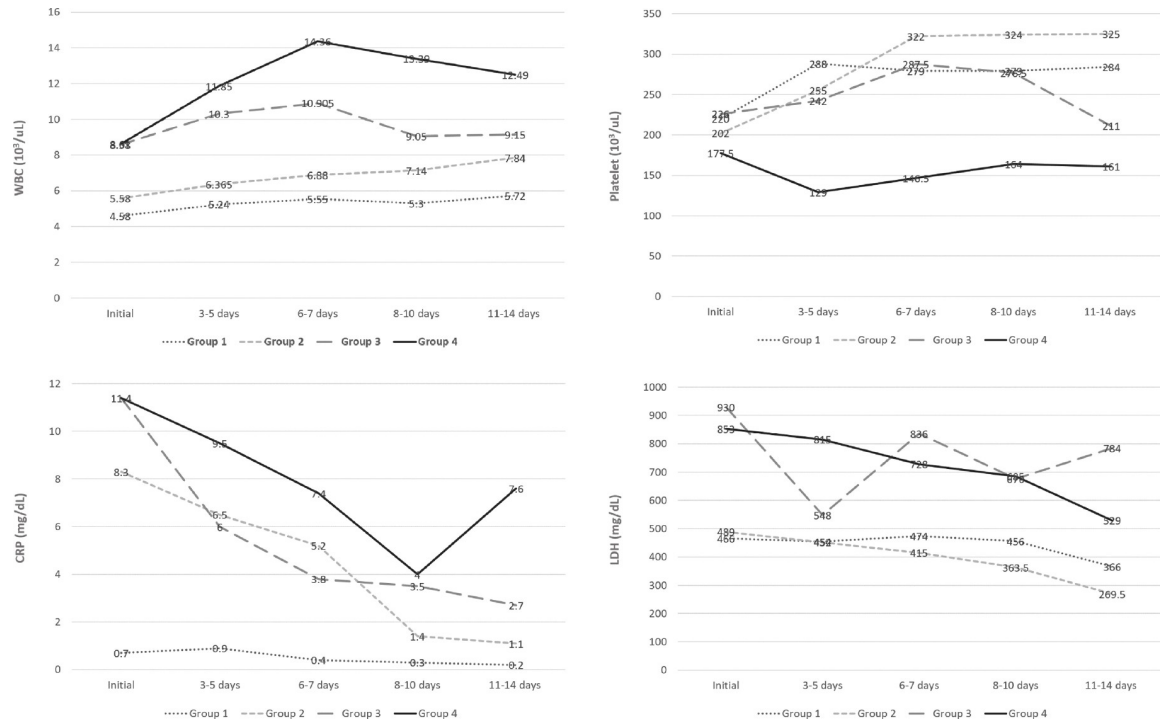 WBC (10³/uL)
16
14
12
10
8
6
4
2
0
11.85
14.36
13.39
12.49
10.3
10.905
9.05
9.15
5.58
6.365
6.88
7.14
7.84
4.58
5.24
5.55
5.3
5.72
Initial
3-5 days
6-7 days
8-10 days
11-14 days
Group 1
Group 2
Group 3
Group 4
Platelet (10³/uL)
350
300
250
200
150
100
50
0
220
202
177.5
288
255
242
129
322
287.5
279
146.5
324
276.5
164
325
284
211
161
Initial
3-5 days
6-7 days
8-10 days
11-14 days
Group 1
Group 2
Group 3
Group 4
CRP (mg/dL)
12
10
8
6
4
2
0
11.4
8.3
0.7
9.5
6.5
6
0.9
7.4
5.2
3.8
0.4
4
3.5
1.4
0.3
7.6
2.7
1.1
0.2
Initial
3-5 days
6-7 days
8-10 days
11-14 days
Group 1
Group 2
Group 3
Group 4
LDH (mg/dL)
1000
900
800
700
600
500
400
300
200
100
0
930
853
489
466
815
548
836
728
474
415
456
363.5
784
529
366
269.5
Initial
3-5 days
6-7 days
8-10 days
11-14 days
Group 1
Group 2
Group 3
Group 4